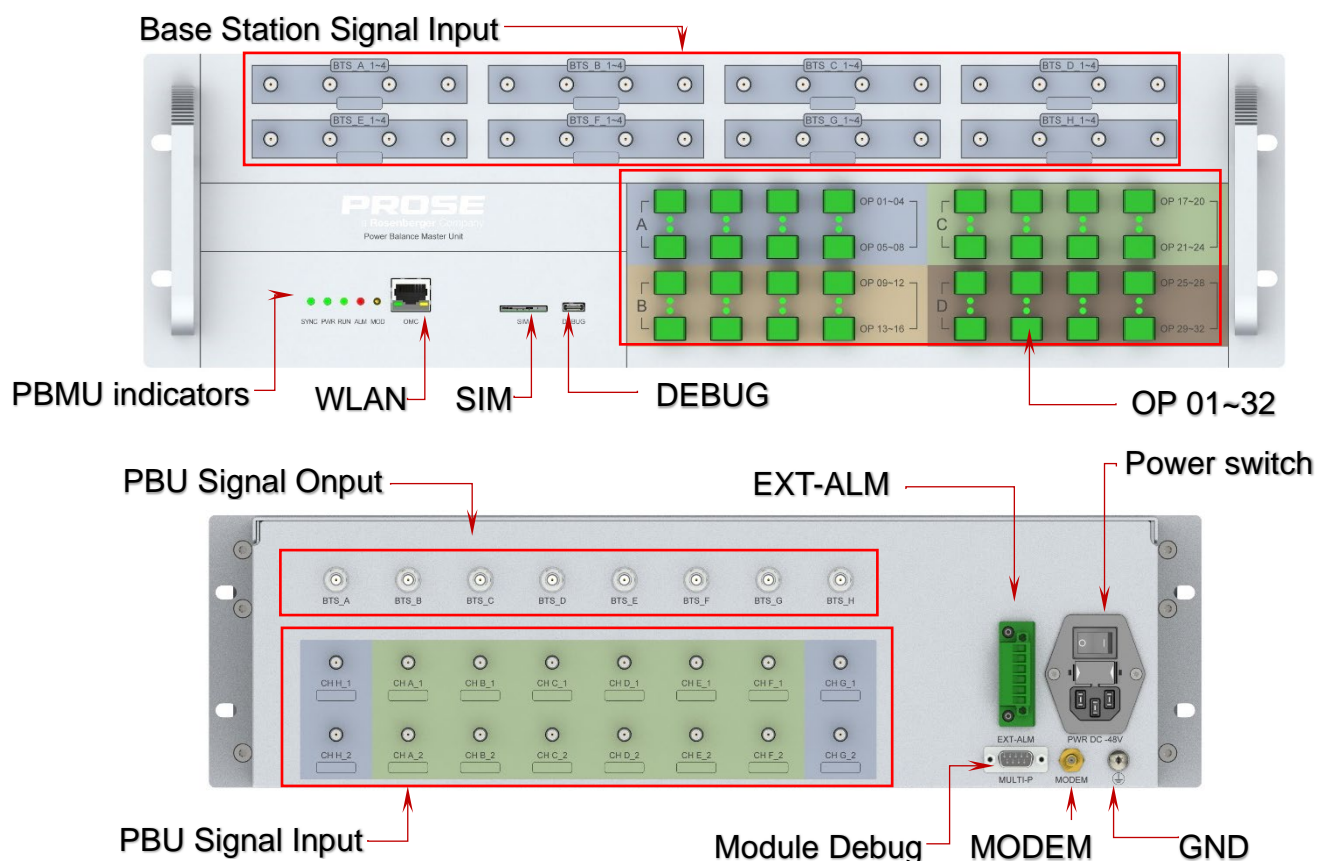 Base Station Signal Input
BTS_A_1~4 BTS_B_1~4 BTS_C_1~4 BTS_D_1~4
BTS_E_1~4 BTS_F_1~4 BTS_G_1~4 BTS_H_1~4
PROSE
A Rosenberger Company
Power Balance Master Unit
A OP 01~04 C OP 17~20
OP 05~08 OP 21~24
B OP 09~12 D OP 25~28
OP 13~16 OP 29~32
SYNC PWR RUN ALM MOD OMC SIM DEBUG
PBMU indicators WLAN SIM DEBUG OP 01~32
PBU Signal Onput EXT-ALM Power switch
BTS_A BTS_B BTS_C BTS_D BTS_E BTS_F BTS_G BTS_H
CH H_1 CH A_1 CH B_1 CH C_1 CH D_1 CH E_1 CH F_1 CH G_1
CH H_2 CH A_2 CH B_2 CH C_2 CH D_2 CH E_2 CH F_2 CH G_2
EXT-ALM PWR DC -48V
MULTI-P MODEM
PBU Signal Input Module Debug MODEM GND